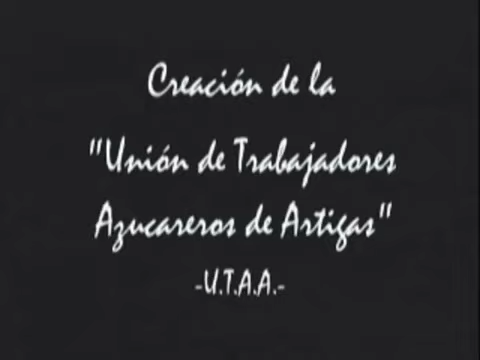 Creación de la
"Unión de Trabajadores
Azucareros de Artigas"
-U.T.A.A.-